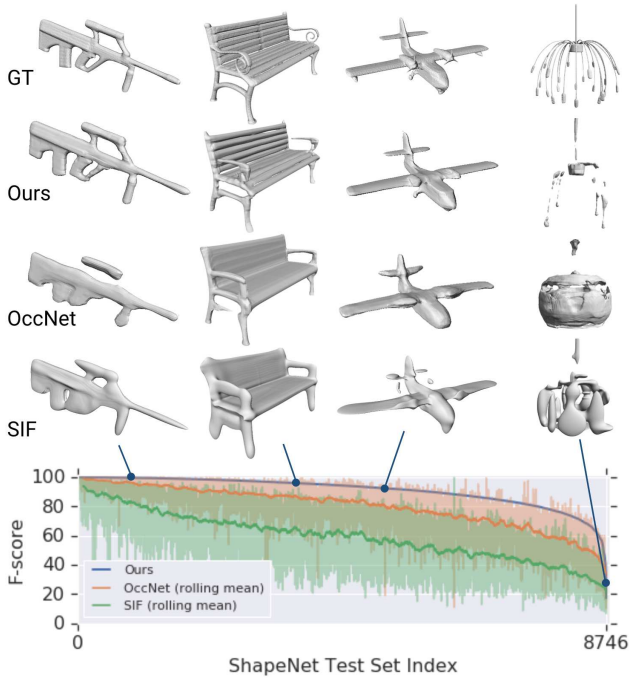 GT
Ours
OccNet
SIF
100
80
60
40
20
0
F-score
Ours
OccNet (rolling mean)
SIF (rolling mean)
0
8746
ShapeNet Test Set Index